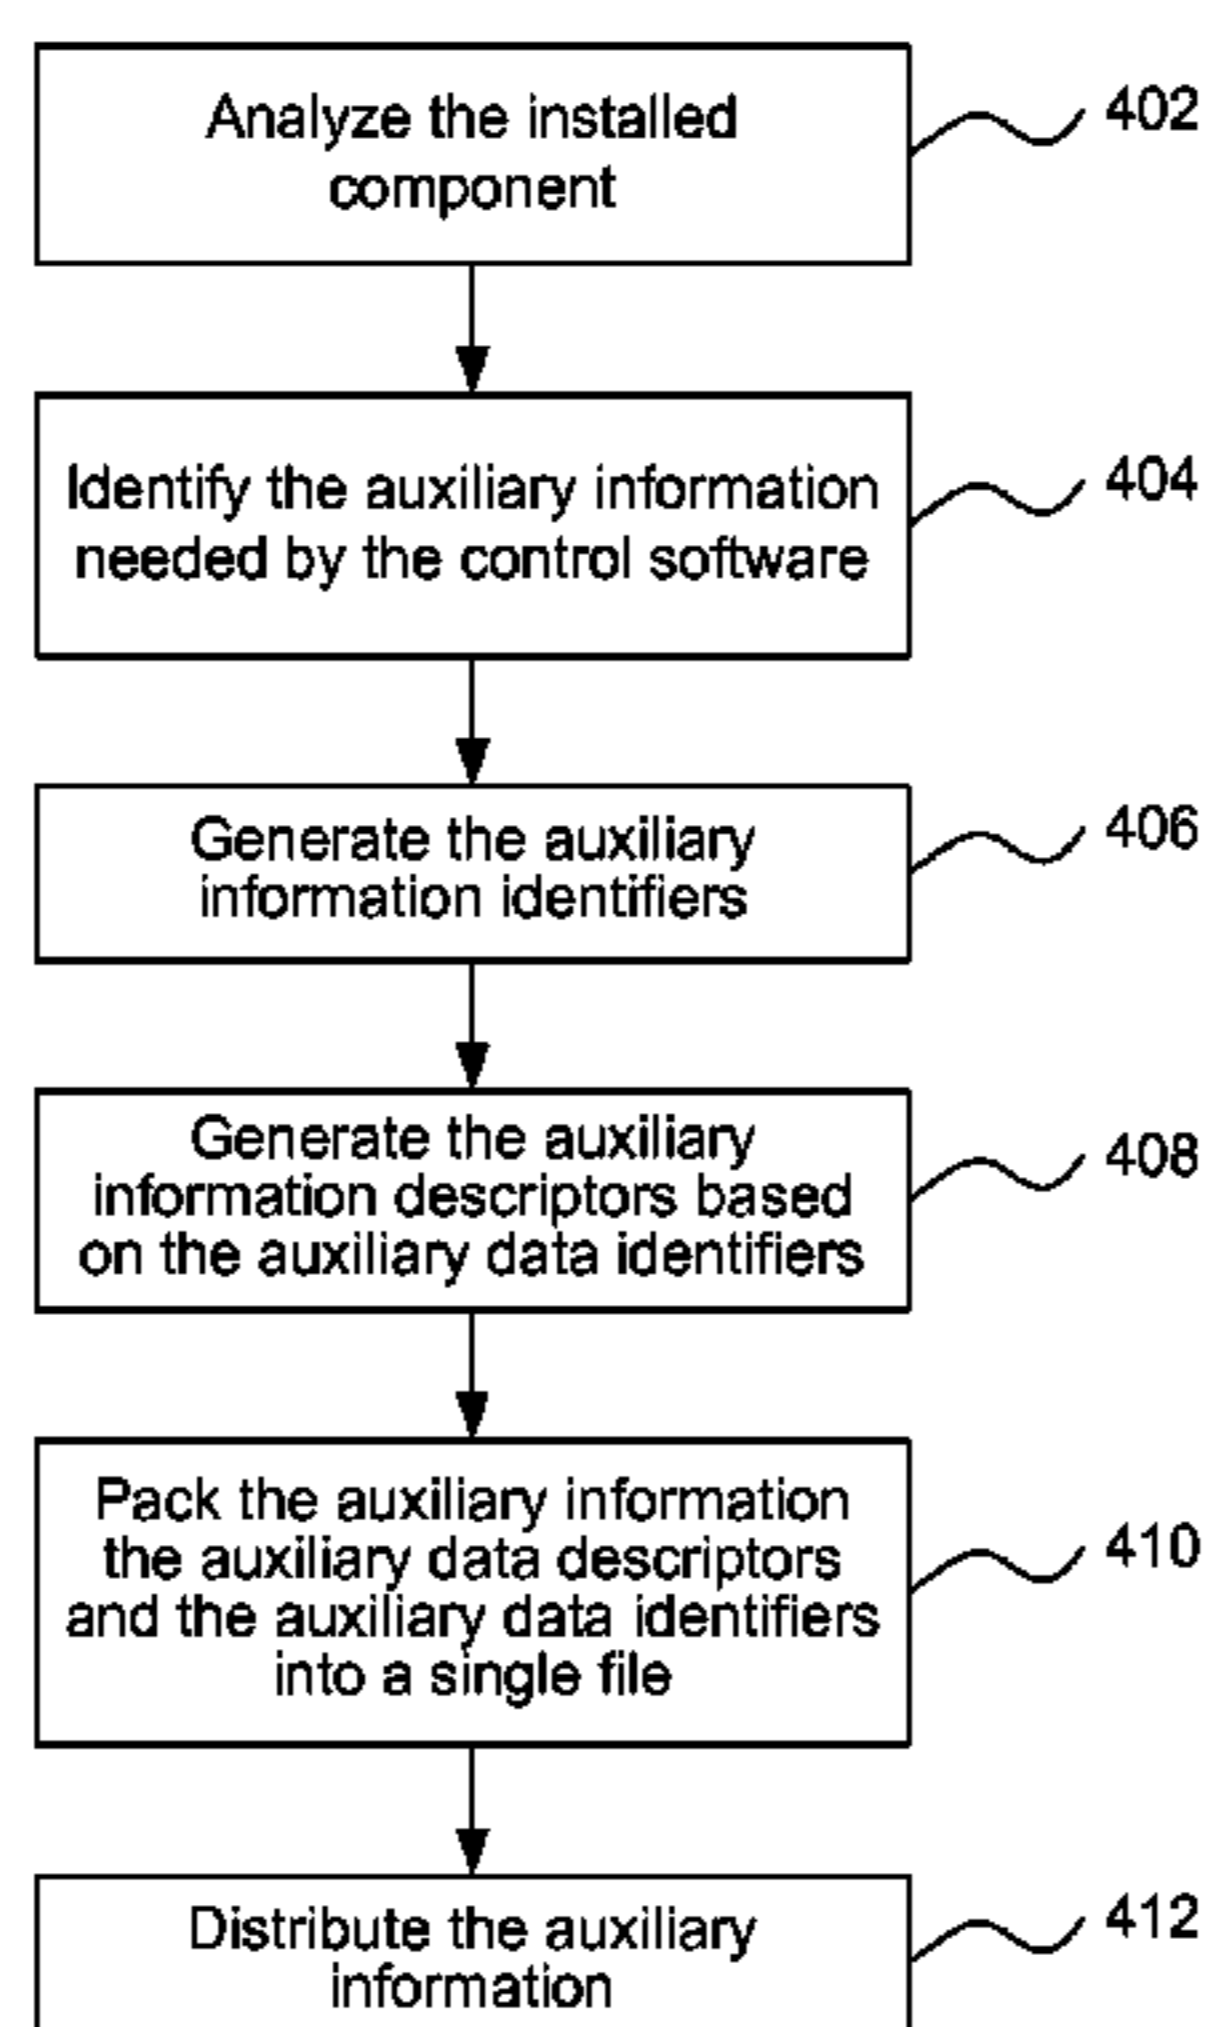 Analyze the installed
component
402
Identify the auxiliary information
needed by the control software
404
Generate the auxiliary
information identifiers
406
Generate the auxiliary
information descriptors based
on the auxiliary data identifiers
408
Pack the auxiliary information
the auxiliary data descriptors
and the auxiliary data identifiers
into a single file
410
Distribute the auxiliary
information
412